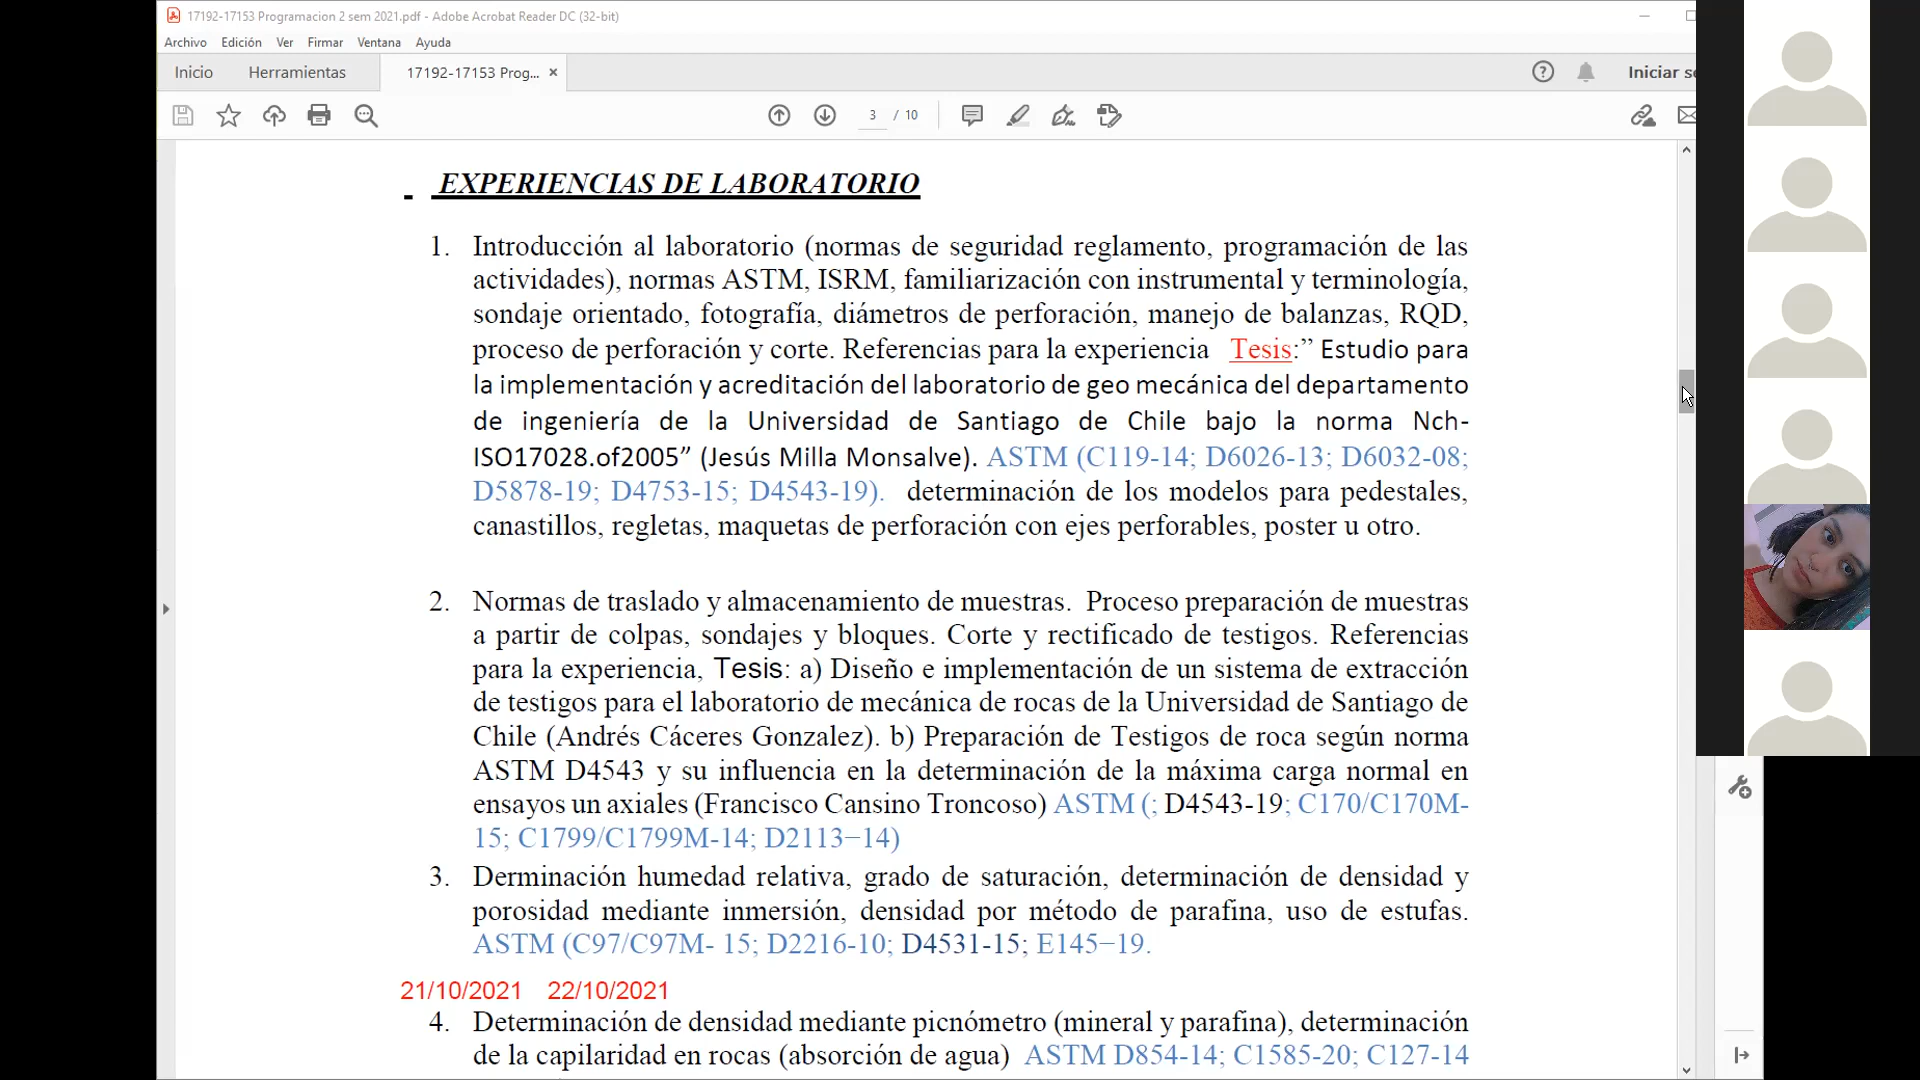 17192-17153 Programacion 2 sem 2021.pdf - Adobe Acrobat Reader DC (32-bit)
Archivo Edición Ver Firmar Ventana Ayuda
Inicio Herramientas 17192-17153 Prog... × Iniciar se
3 / 10
EXPERIENCIAS DE LABORATORIO
1. Introducción al laboratorio (normas de seguridad reglamento, programación de las
actividades), normas ASTM, ISRM, familiarización con instrumental y terminología,
sondaje orientado, fotografía, diámetros de perforación, manejo de balanzas, RQD,
proceso de perforación y corte. Referencias para la experiencia Tesis:” Estudio para
la implementación y acreditación del laboratorio de geo mecánica del departamento
de ingeniería de la Universidad de Santiago de Chile bajo la norma Nch-
ISO17028.of2005” (Jesús Milla Monsalve). ASTM (C119-14; D6026-13; D6032-08;
D5878-19; D4753-15; D4543-19). determinación de los modelos para pedestales,
canastillos, regletas, maquetas de perforación con ejes perforables, poster u otro.
2. Normas de traslado y almacenamiento de muestras. Proceso preparación de muestras
a partir de colpas, sondajes y bloques. Corte y rectificado de testigos. Referencias
para la experiencia, Tesis: a) Diseño e implementación de un sistema de extracción
de testigos para el laboratorio de mecánica de rocas de la Universidad de Santiago de
Chile (Andrés Cáceres Gonzalez). b) Preparación de Testigos de roca según norma
ASTM D4543 y su influencia en la determinación de la máxima carga normal en
ensayos un axiales (Francisco Cansino Troncoso) ASTM (; D4543-19; C170/C170M-
15; C1799/C1799M-14; D2113−14)
3. Derminación humedad relativa, grado de saturación, determinación de densidad y
porosidad mediante inmersión, densidad por método de parafina, uso de estufas.
ASTM (C97/C97M- 15; D2216-10; D4531-15; E145−19.
21/10/2021 22/10/2021
4. Determinación de densidad mediante picnómetro (mineral y parafina), determinación
de la capilaridad en rocas (absorción de agua) ASTM D854-14; C1585-20; C127-14